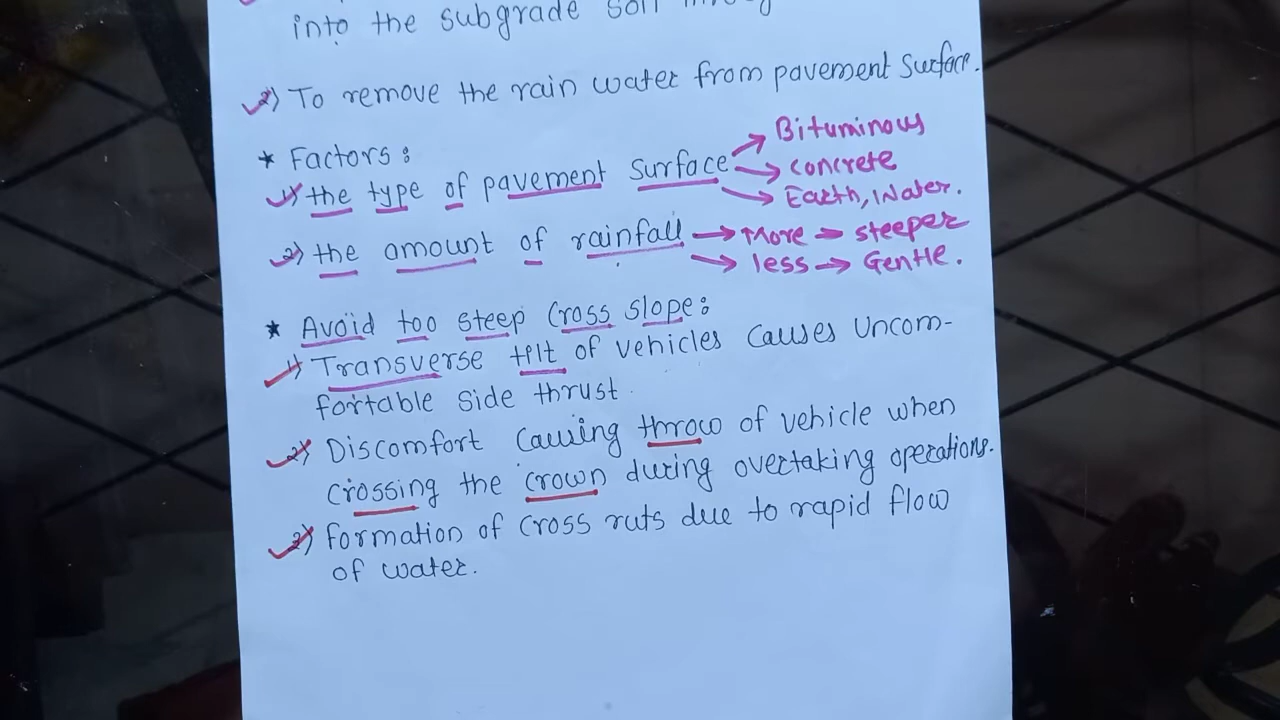 into the subgrade soil
2) To remove the rain water from pavement surface.
* Factors:
1) the type of pavement surface → Bituminous
→ concrete
→ Earth, Water.
2) the amount of rainfall → More → steeper
→ less → Gentle.
* Avoid too steep Cross slope:
1) Transverse tilt of vehicles causes Uncom-
fortable side thrust.
2) Discomfort causing throw of vehicle when
crossing the crown during overtaking operations.
2) formation of cross ruts due to rapid flow
of water.